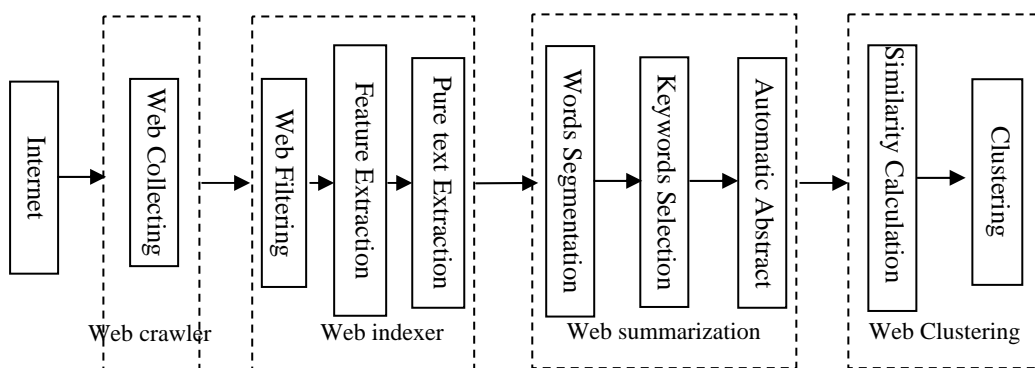 Internet
Web Collecting
Web crawler
Web Filtering
Feature Extraction
Pure text Extraction
Web indexer
Words Segmentation
Keywords Selection
Automatic Abstract
Web summarization
Similarity Calculation
Clustering
Web Clustering